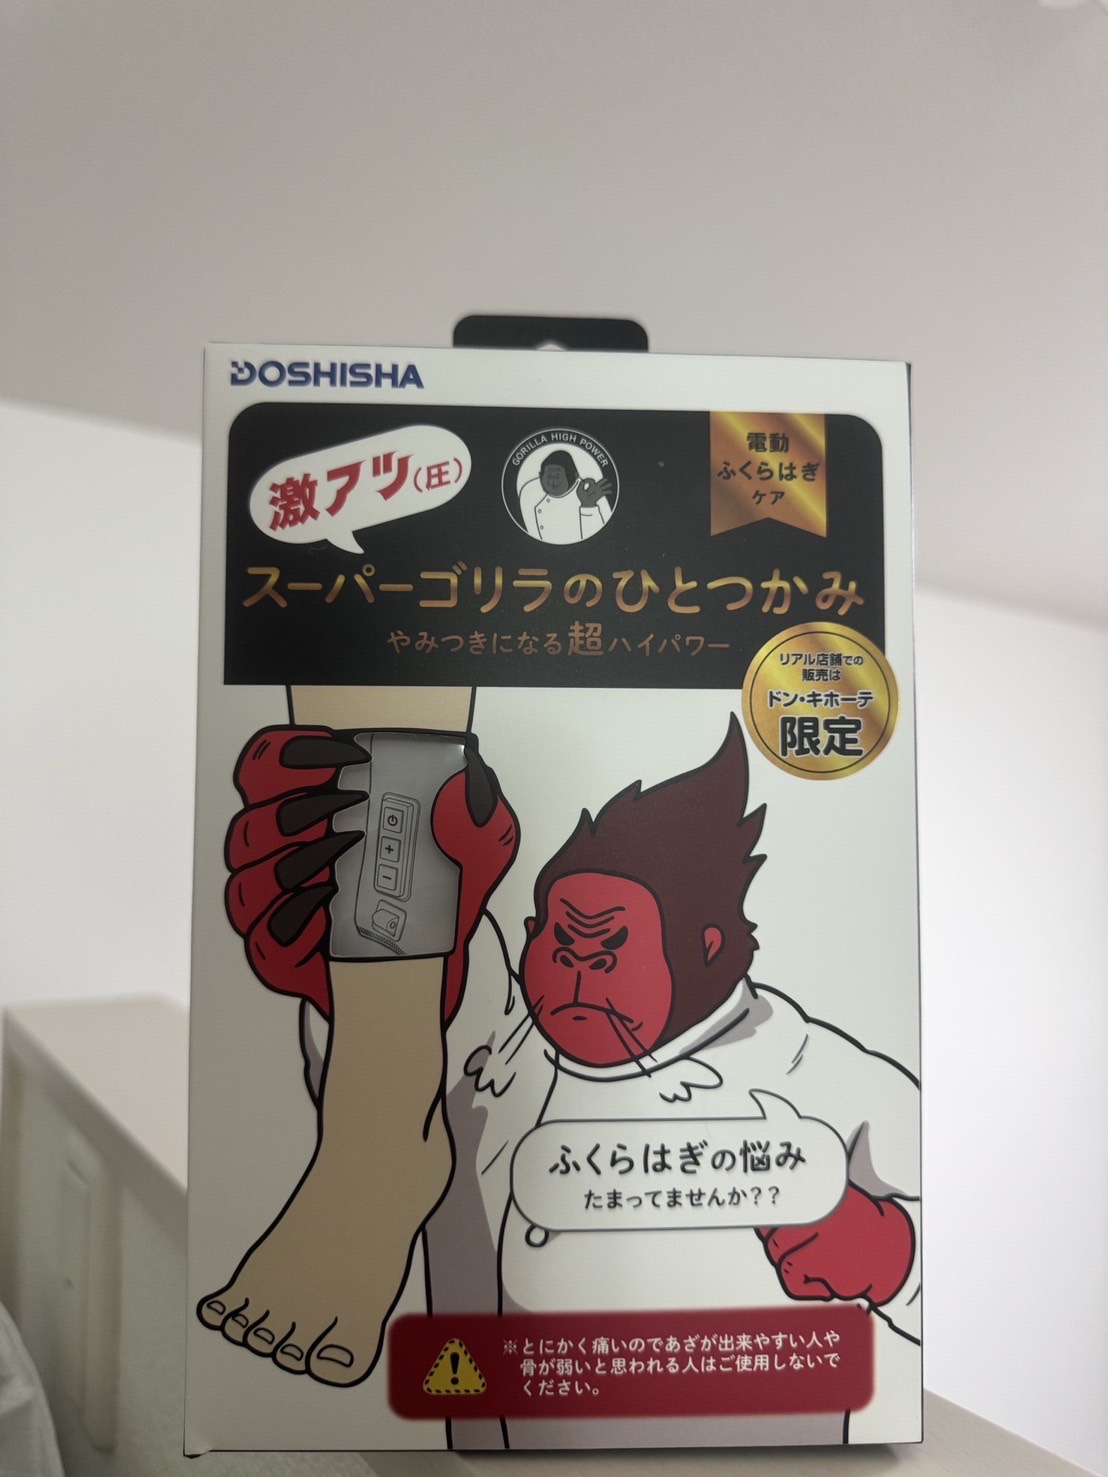 DOSHISHA
激アツ(圧)
GORILLA HIGH POWER
電動
ふくらはぎ
ケア
スーパーゴリラのひとつかみ
やみつきになる超ハイパワー
リアル店舗での
販売は
ドン・キホーテ
限定
ふくらはぎの悩み
たまってませんか??
※とにかく痛いのであざが出来やすい人や
骨が弱いと思われる人はご使用しないで
ください。